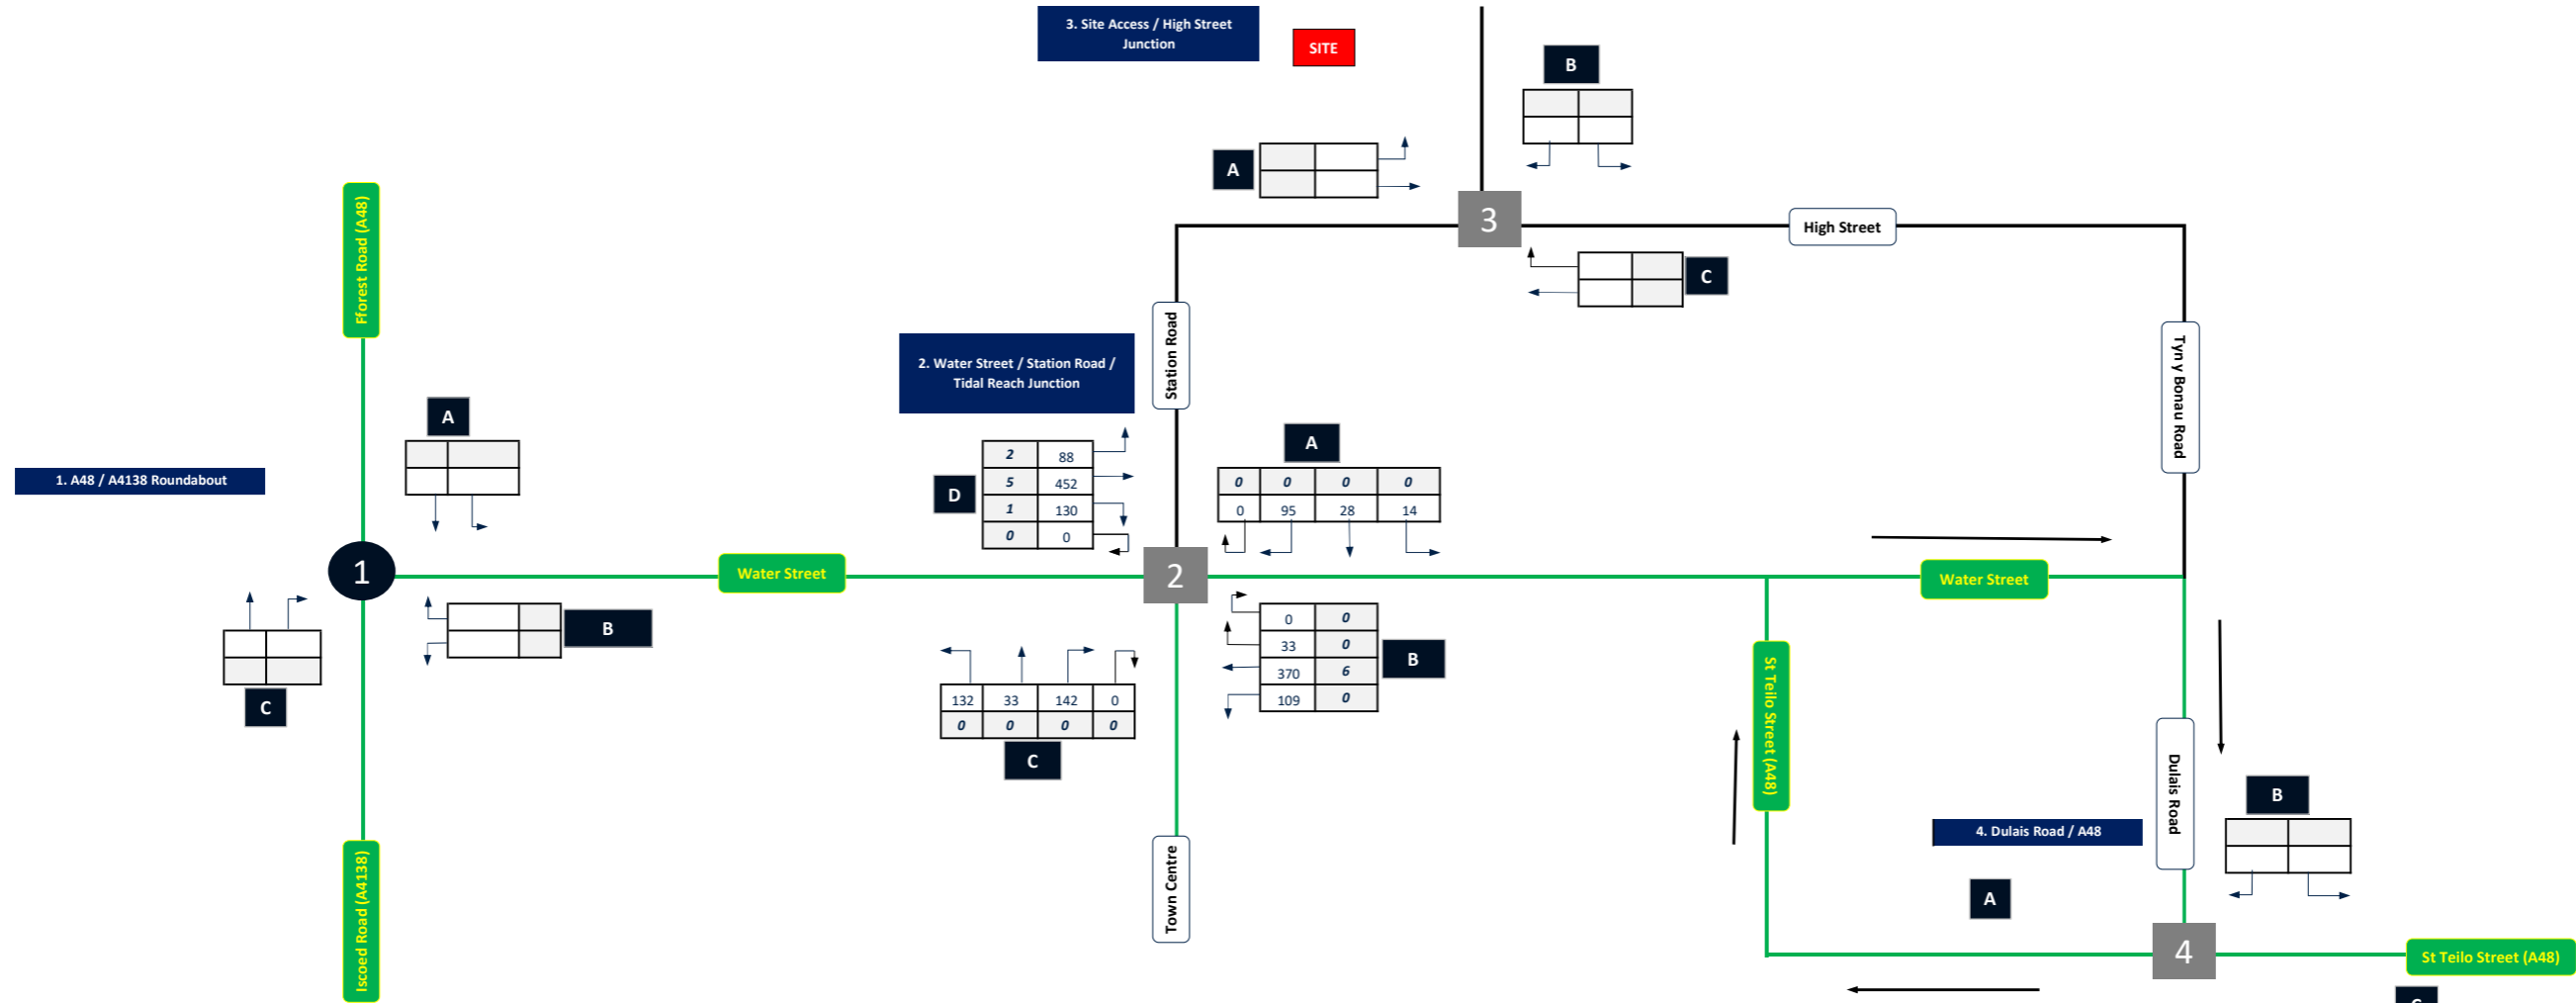 3. Site Access / High Street
Junction
SITE
B
A
3
High Street
C
Fforest Road (A48)
Station Road
Tyn y Bonau Road
2. Water Street / Station Road /
Tidal Reach Junction
A
1. A48 / A4138 Roundabout
D
2 88
5 452
1 130
0 0
A
0 0 0 0
0 95 28 14
1
Water Street
2
Water Street
B
C
0 0
33 0
370 6
109 0
B
132 33 142 0
0 0 0 0
C
St Teilo Street (A48)
Dulais Road
B
4. Dulais Road / A48
A
Iscoed Road (A4138)
Town Centre
4
St Teilo Street (A48)